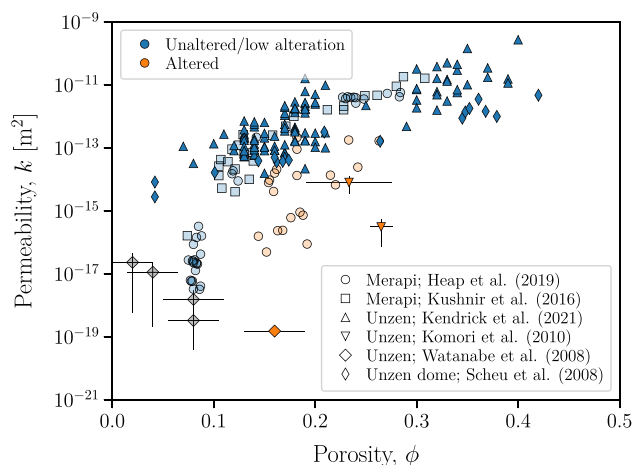 10⁻⁹
10⁻¹¹
10⁻¹³
10⁻¹⁵
10⁻¹⁷
10⁻¹⁹
10⁻²¹
Permeability, k [m²]
Unaltered/low alteration
Altered
Merapi; Heap et al. (2019)
Merapi; Kushnir et al. (2016)
Unzen; Kendrick et al. (2021)
Unzen; Komori et al. (2010)
Unzen; Watanabe et al. (2008)
Unzen dome; Scheu et al. (2008)
0.0 0.1 0.2 0.3 0.4 0.5
Porosity, ϕ